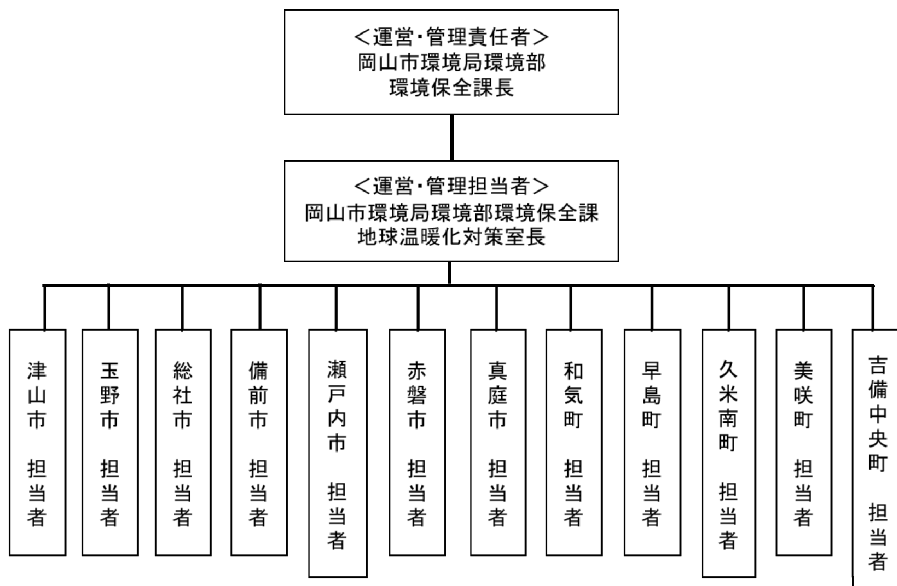 ＜運営・管理責任者＞
岡山市環境局環境部
環境保全課長
＜運営・管理担当者＞
岡山市環境局環境部環境保全課
地球温暖化対策室長
津山市　担当者
玉野市　担当者
総社市　担当者
備前市　担当者
瀬戸内市　担当者
赤磐市　担当者
真庭市　担当者
和気町　担当者
早島町　担当者
久米南町　担当者
美咲町　担当者
吉備中央町　担当者